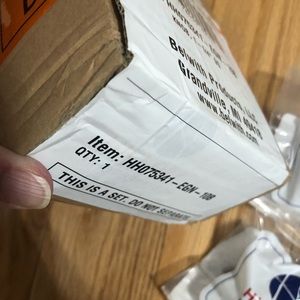 Belwith Products, LLC
Grandville, MI 49418
www.belwith.com
Item: HH075341-EGN-10B
QTY: 1
THIS IS A SET. DO NOT SEPARATE